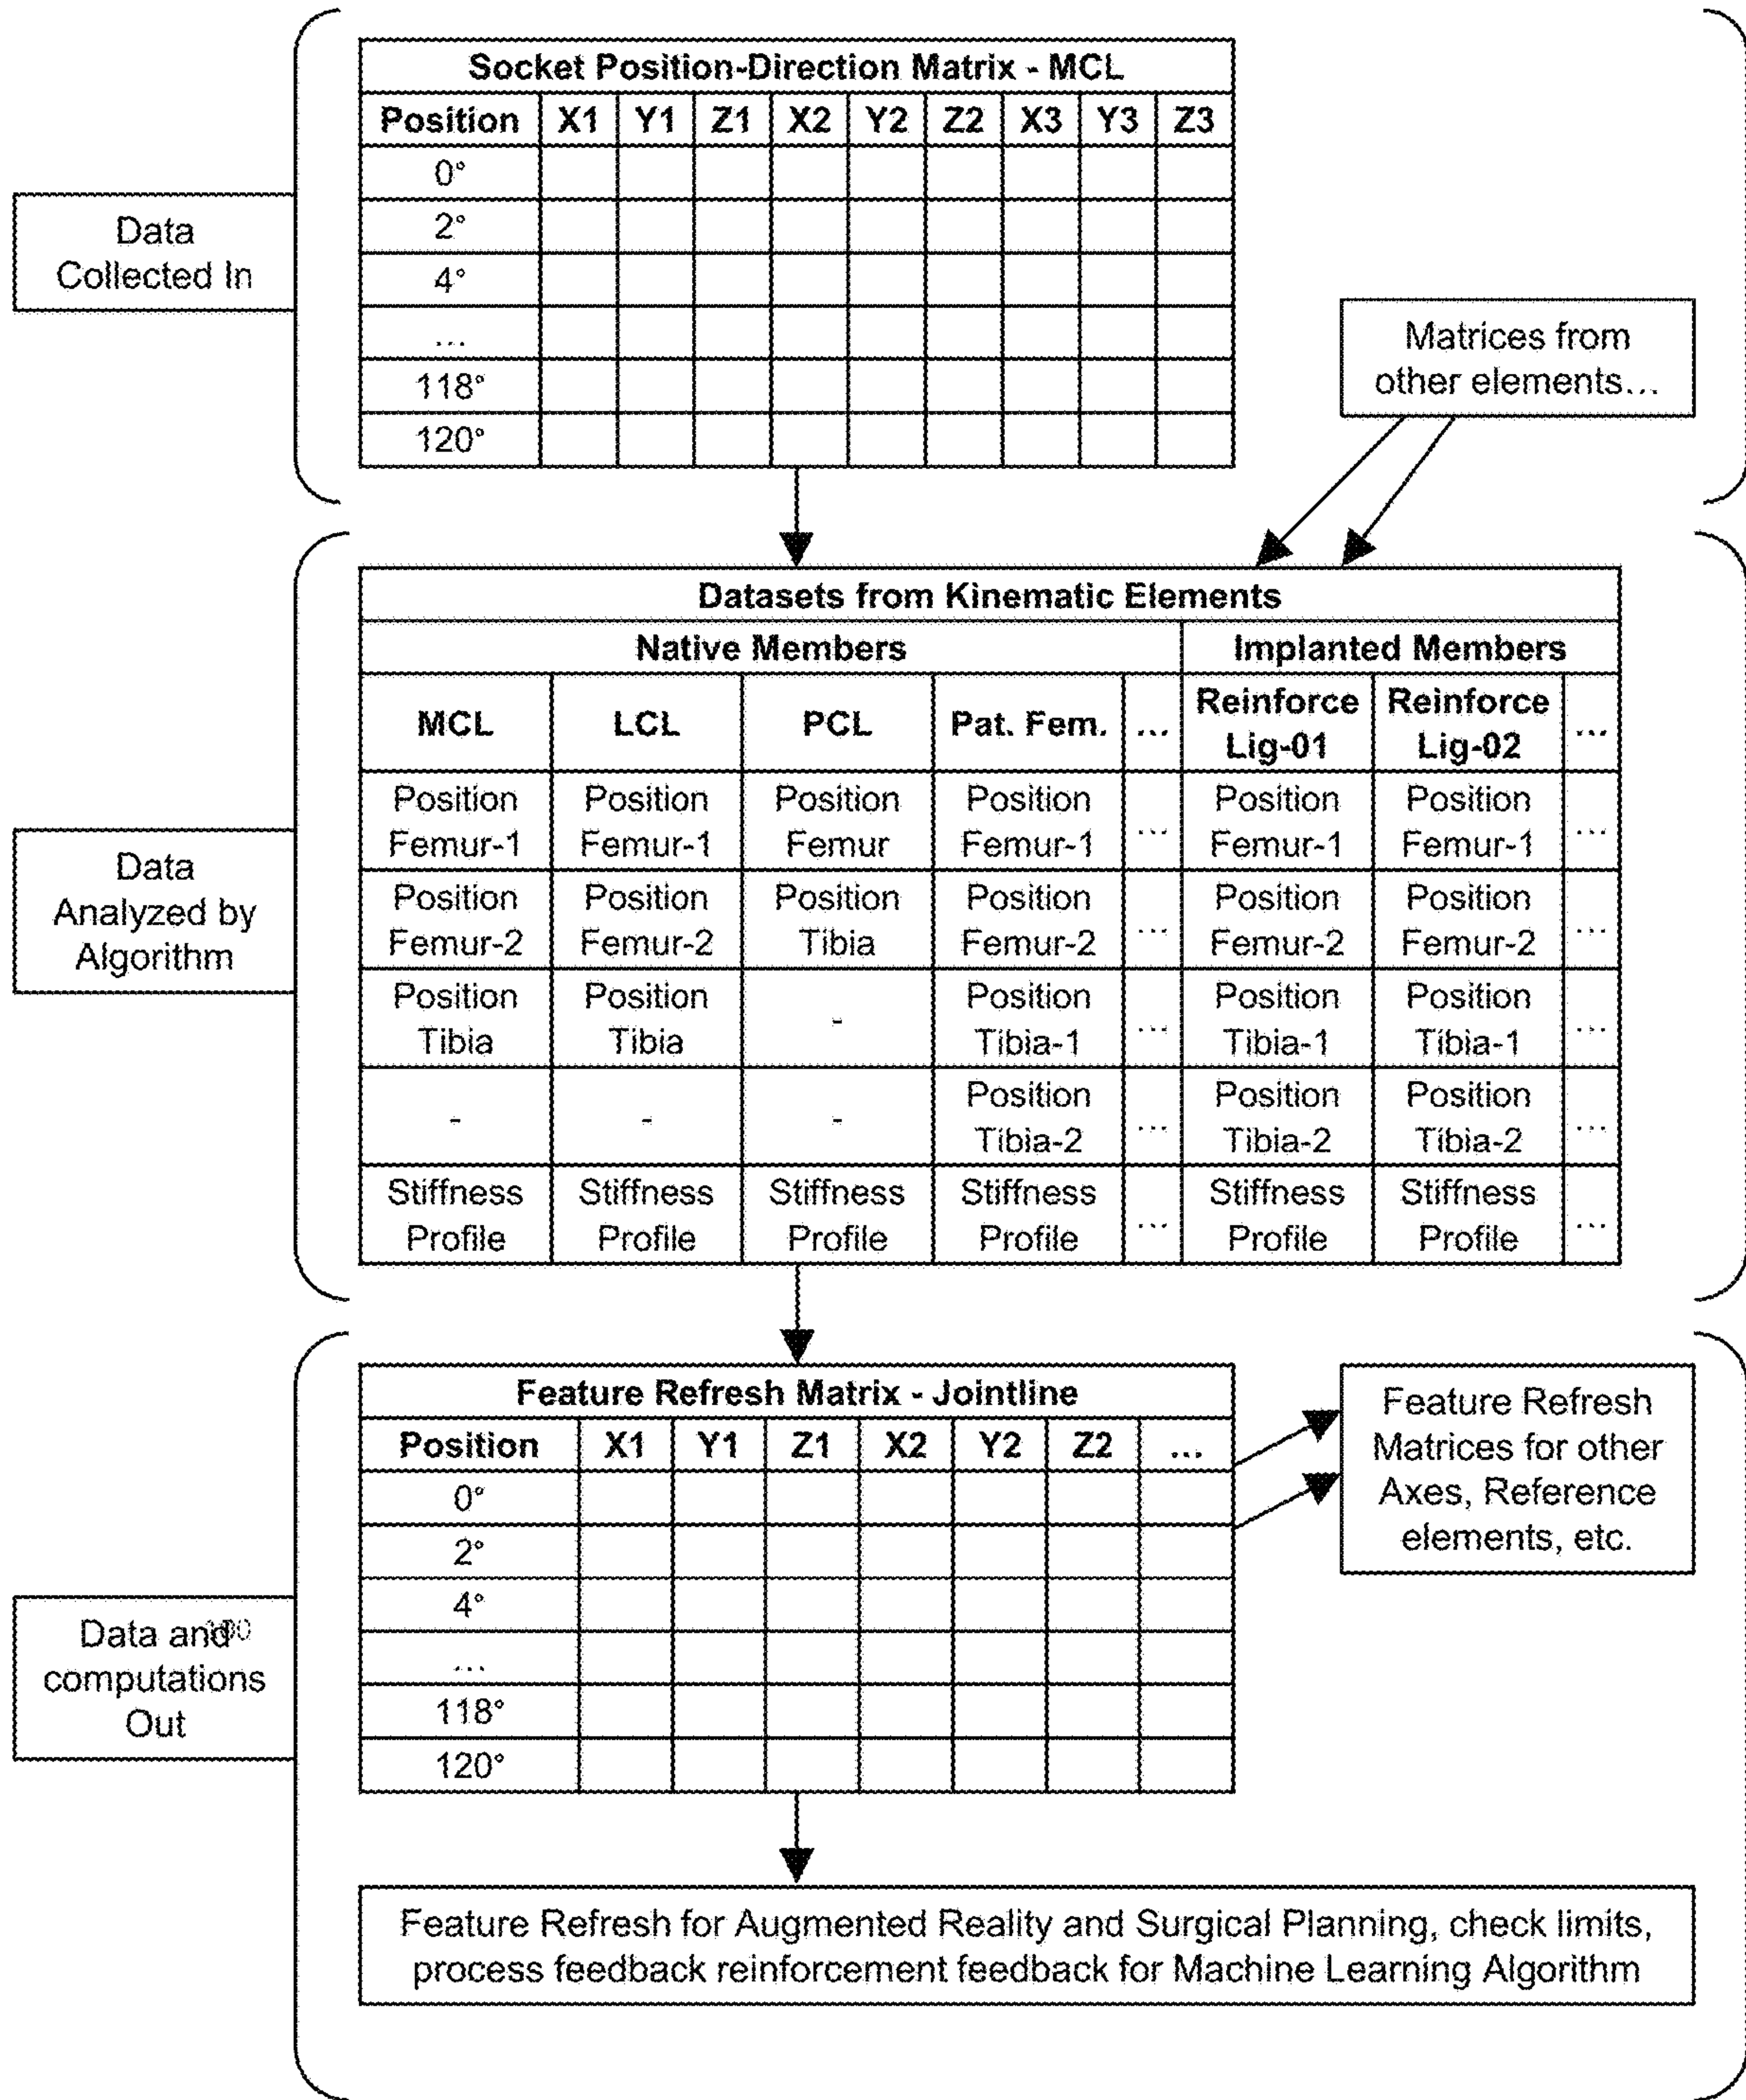 Socket Position-Direction Matrix - MCL
Position X1 Y1 Z1 X2 Y2 Z2 X3 Y3 Z3
0°
2°
4°
...
118°
120°
Data
Collected In
Matrices from
other elements...
Datasets from Kinematic Elements
Native Members Implanted Members
MCL LCL PCL Pat. Fem. ... Reinforce Lig-01 Reinforce Lig-02 ...
Position Position Position Position ... Position Position ...
Femur-1 Femur-1 Femur Femur-1 Femur-1 Femur-1
Position Position Position Position ... Position Position ...
Femur-2 Femur-2 Tibia Femur-2 Femur-2 Femur-2
Position Position - Position ... Position Position ...
Tibia Tibia Tibia-1 Tibia-1 Tibia-1
- - - Position ... Position Position ...
Tibia-2 Tibia-2 Tibia-2
Stiffness Stiffness Stiffness Stiffness ... Stiffness Stiffness ...
Profile Profile Profile Profile Profile Profile
Data
Analyzed by
Algorithm
Feature Refresh Matrix - Jointline
Position X1 Y1 Z1 X2 Y2 Z2 ...
0°
2°
4°
...
118°
120°
Feature Refresh
Matrices for other
Axes, Reference
elements, etc.
Data and
computations
Out
Feature Refresh for Augmented Reality and Surgical Planning, check limits,
process feedback reinforcement feedback for Machine Learning Algorithm